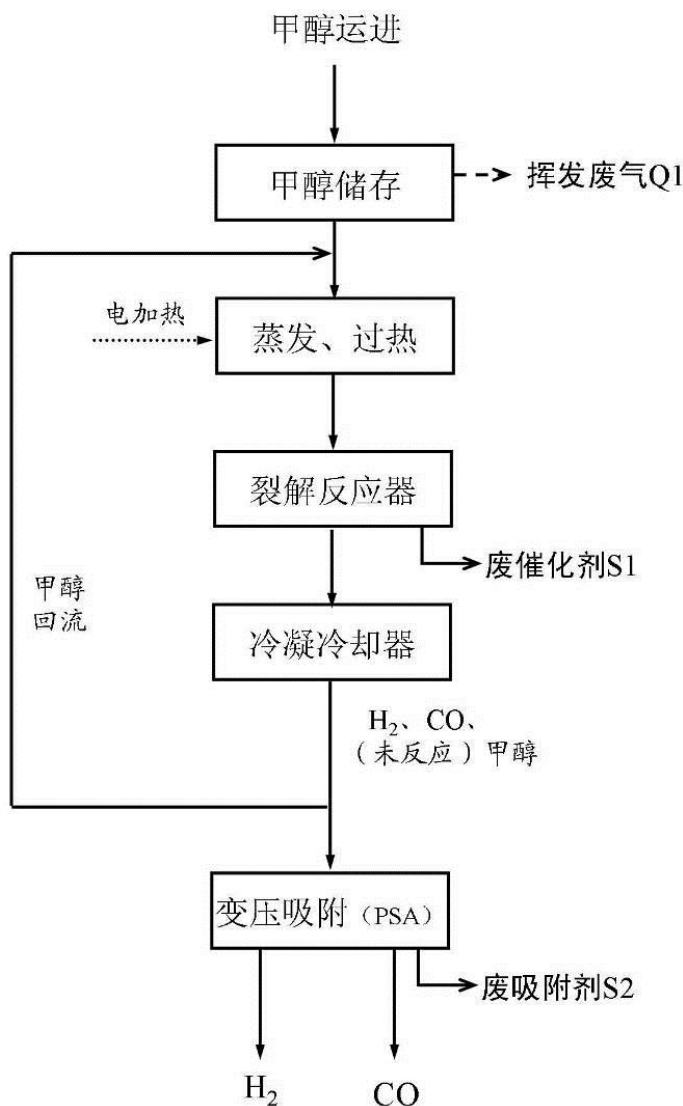 甲醇运进
甲醇储存
挥发废气Q1
电加热
蒸发、过热
裂解反应器
废催化剂S1
甲醇
回流
冷凝冷却器
H₂、CO、
（未反应）甲醇
变压吸附（PSA）
废吸附剂S2
H₂
CO